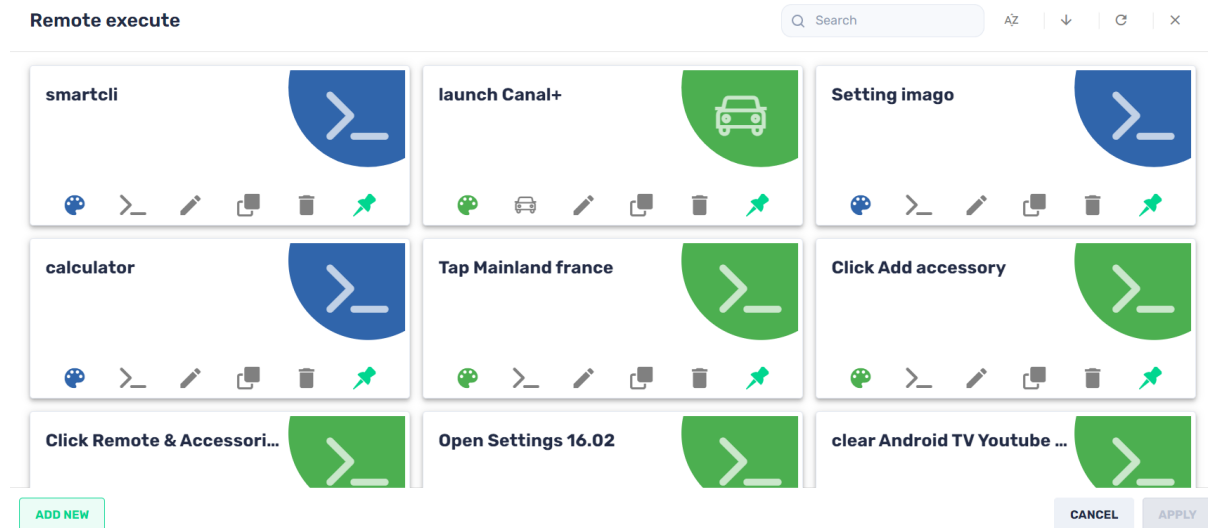 Remote execute
Search
AZ
smartcli
launch Canal+
Setting imago
calculator
Tap Mainland france
Click Add accessory
Click Remote & Accessori...
Open Settings 16.02
clear Android TV Youtube ...
ADD NEW
CANCEL
APPLY